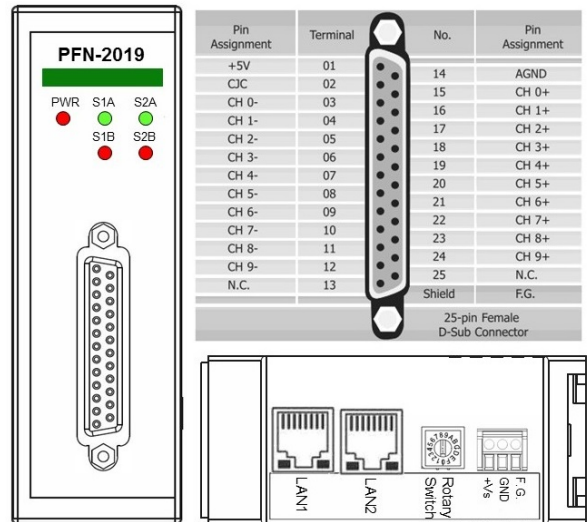 PFN-2019
PWR S1A S2A
S1B S2B
Pin Assignment Terminal No. Pin Assignment
+5V 01
14 AGND
CJC 02
15 CH 0+
CH 0- 03
16 CH 1+
CH 1- 04
17 CH 2+
CH 2- 05
18 CH 3+
CH 3- 06
19 CH 4+
CH 4- 07
20 CH 5+
CH 5- 08
21 CH 6+
CH 6- 09
22 CH 7+
CH 7- 10
23 CH 8+
CH 8- 11
24 CH 9+
CH 9- 12
25 N.C.
N.C. 13
Shield F.G.
25-pin Female
D-Sub Connector
LAN1
LAN2
Rotary
Switch
F.G.
GND
+Vs